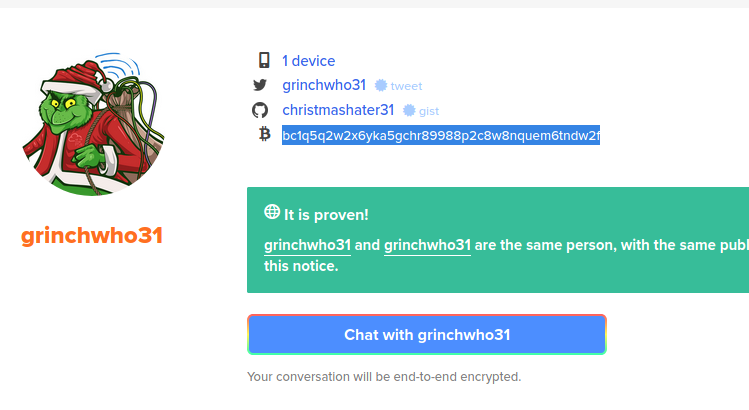 1 device
grinchwho31 tweet
christmashater31 gist
bc1q5q2w2x6yka5gchr89988p2c8w8nquem6tndw2f
grinchwho31
It is proven!
grinchwho31 and grinchwho31 are the same person, with the same publ
this notice.
Chat with grinchwho31
Your conversation will be end-to-end encrypted.